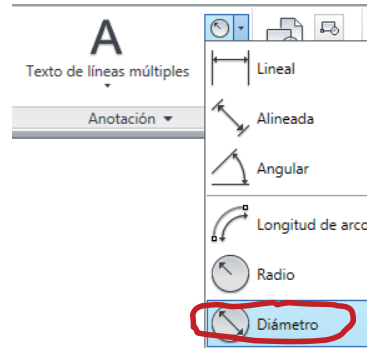 A
Texto de líneas múltiples
Anotación
Lineal
Alineada
Angular
Longitud de arco
Radio
Diámetro